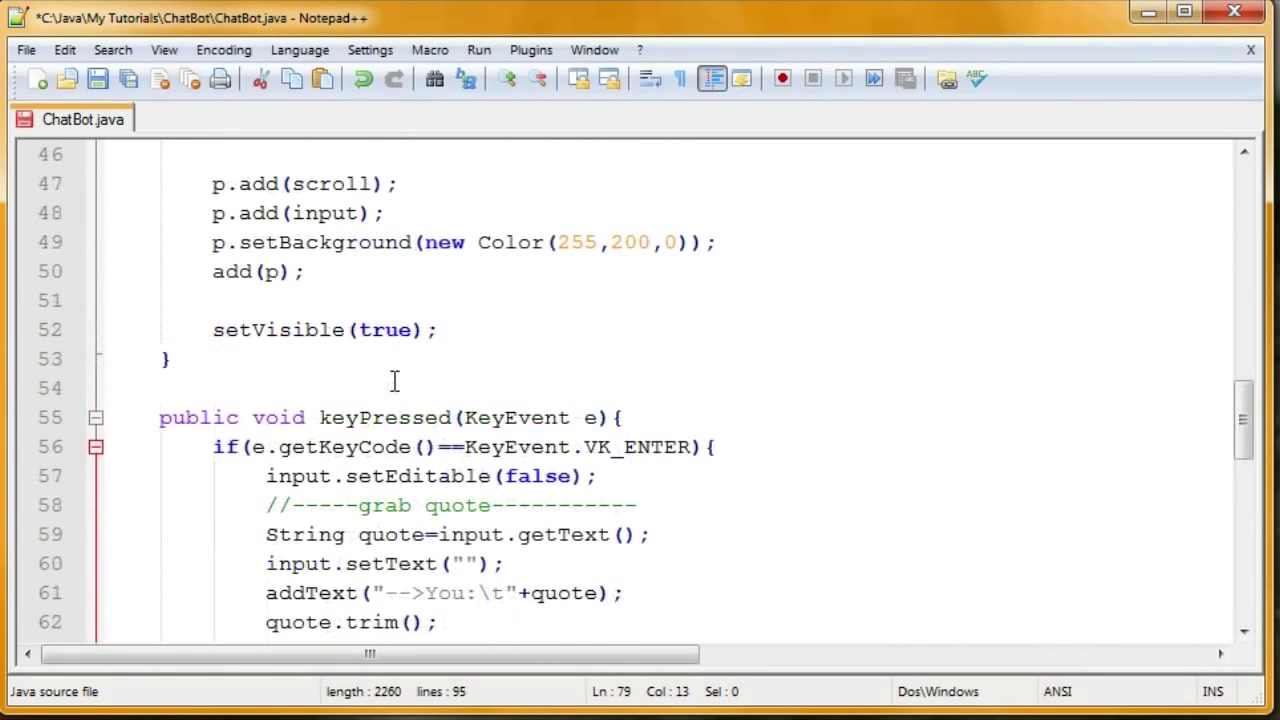 *C:\Java\My Tutorials\ChatBot\ChatBot.java - Notepad++
File Edit Search View Encoding Language Settings Macro Run Plugins Window ? X
ABC
ChatBot.java
46
47 p.add(scroll);
48 p.add(input);
49 p.setBackground(new Color(255,200,0));
50 add(p);
51
52 setVisible(true);
53 }
54
55 public void keyPressed(KeyEvent e){
56 if(e.getKeyCode()==KeyEvent.VK_ENTER){
57 input.setEditable(false);
58 //-----grab quote-----------
59 String quote=input.getText();
60 input.setText("");
61 addText("-->You:\t"+quote);
62 quote.trim();
Java source file length : 2260 lines : 95 Ln : 79 Col : 13 Sel : 0 Dos\Windows ANSI INS